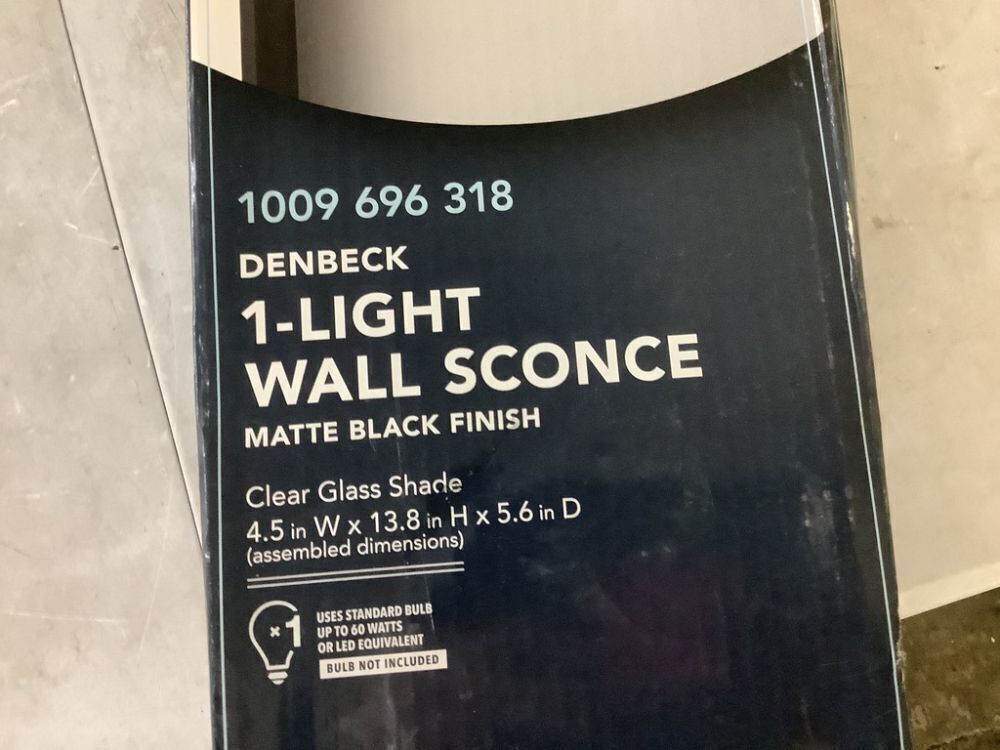 1009 696 318
DENBECK
1-LIGHT
WALL SCONCE
MATTE BLACK FINISH
Clear Glass Shade
4.5 in W x 13.8 in H x 5.6 in D
(assembled dimensions)
×1
USES STANDARD BULB
UP TO 60 WATTS
OR LED EQUIVALENT
BULB NOT INCLUDED